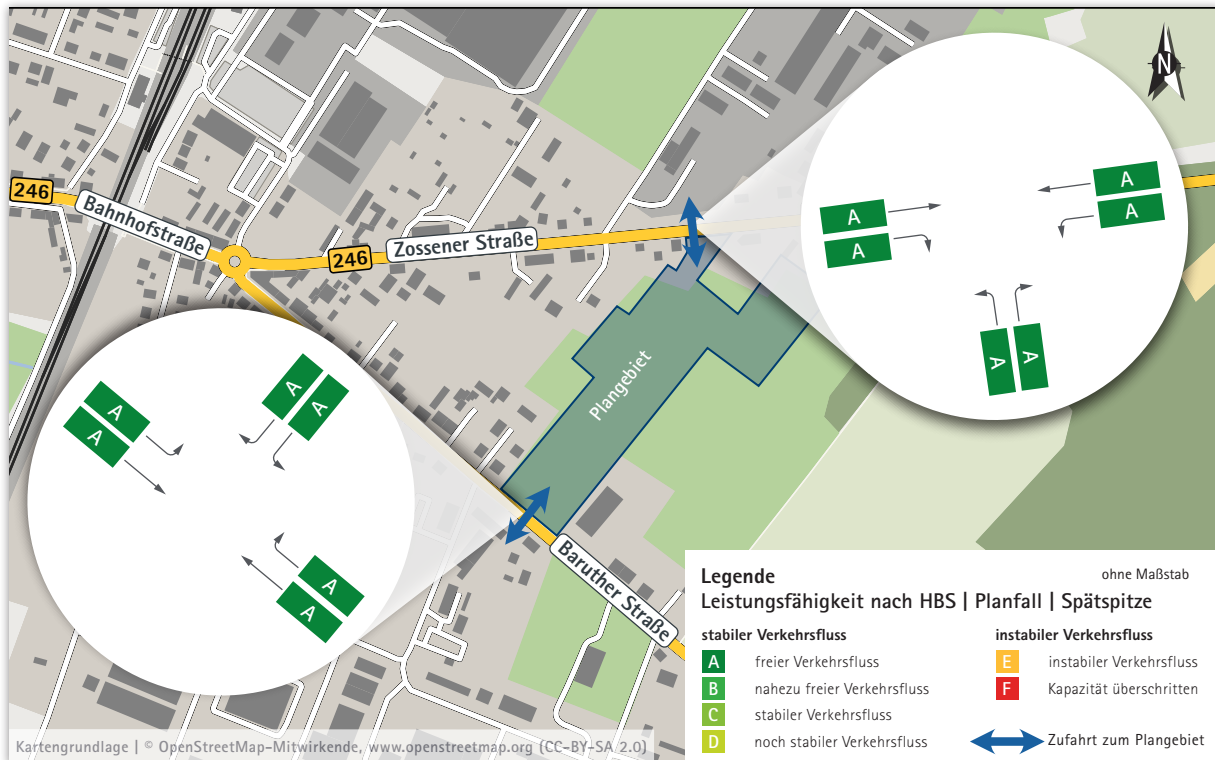 N
246
Bahnhofstraße
246
Zossener Straße
A
A
A
A
A
A
Plangebiet
A
A
A
A
A
A
Baruther Straße
Legende
ohne Maßstab
Leistungsfähigkeit nach HBS | Planfall | Spätspitze
stabiler Verkehrsfluss
A freier Verkehrsfluss
B nahezu freier Verkehrsfluss
C stabiler Verkehrsfluss
D noch stabiler Verkehrsfluss
instabiler Verkehrsfluss
E instabiler Verkehrsfluss
F Kapazität überschritten
Zufahrt zum Plangebiet
Kartengrundlage | © OpenStreetMap-Mitwirkende, www.openstreetmap.org (CC-BY-SA 2.0)